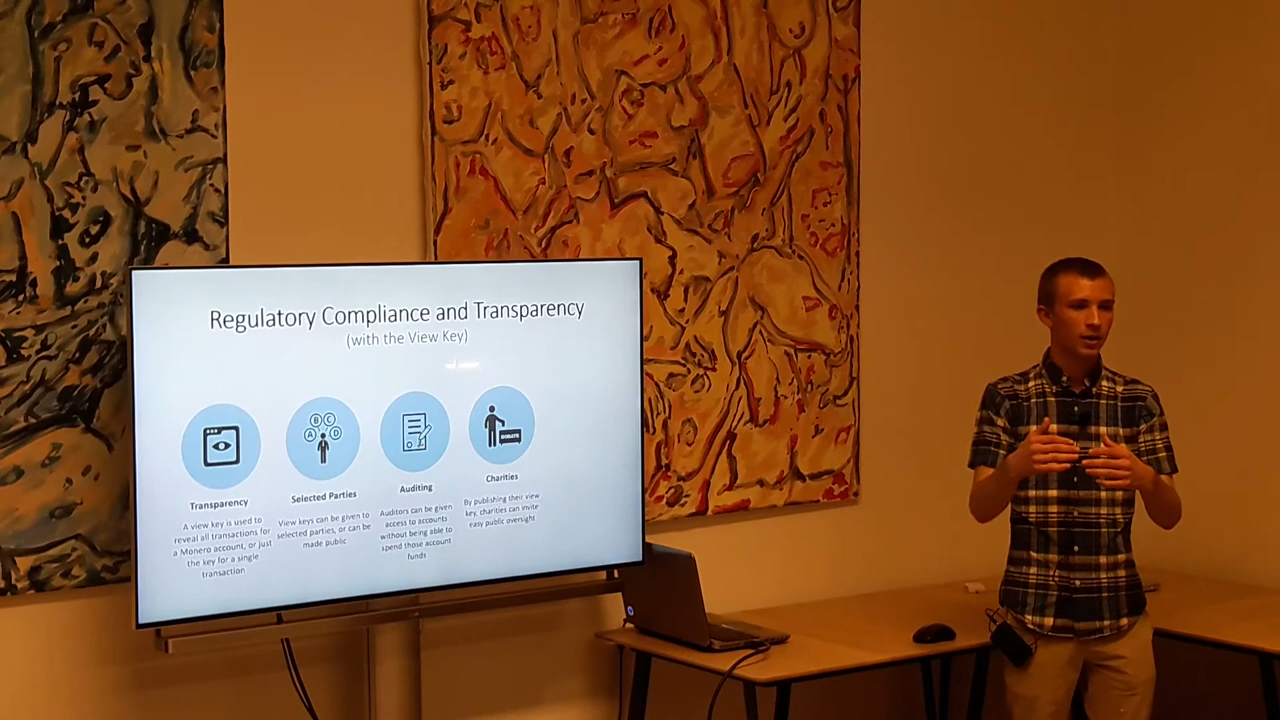 Regulatory Compliance and Transparency
(with the View Key)
B C
A D
DONATE
Transparency
A view key is used to
reveal all transactions for
a Monero account, or just
the key for a single
transaction
Selected Parties
View keys can be given to
selected parties, or can be
made public
Auditing
Auditors can be given
access to accounts
without being able to
spend those account
funds
Charities
By publishing their view
key, charities can invite
easy public oversight